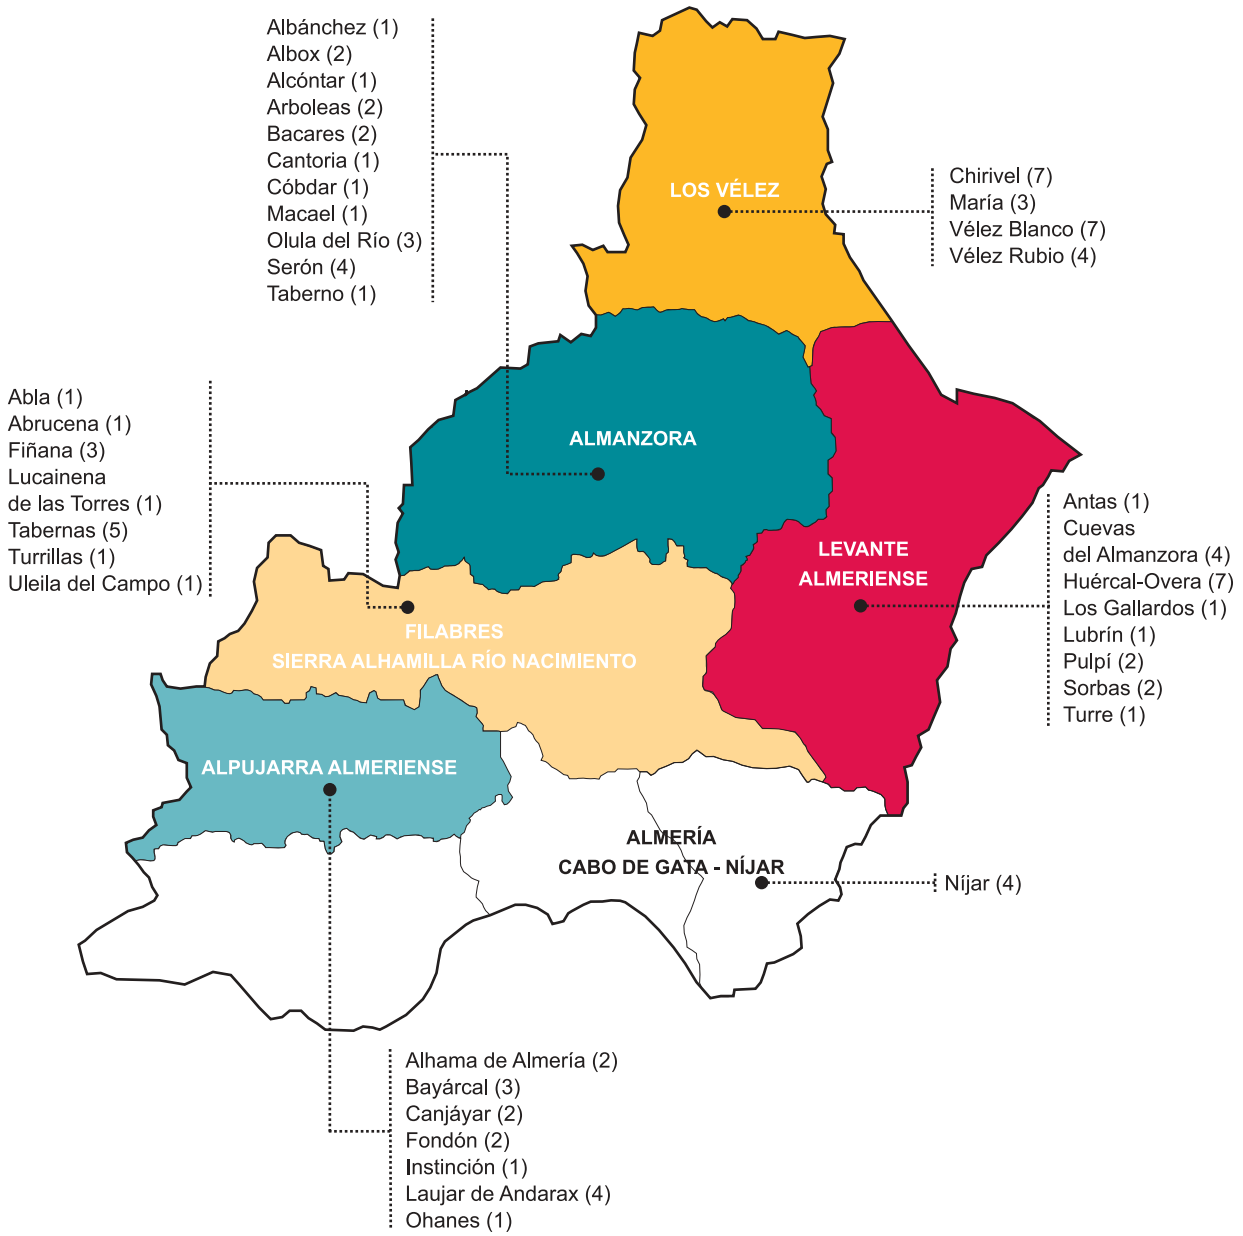 Albánchez (1)
Albox (2)
Alcóntar (1)
Arboleas (2)
Bacares (2)
Cantoria (1)
Cóbdar (1)
Macael (1)
Olula del Río (3)
Serón (4)
Taberno (1)
LOS VÉLEZ
Chirivel (7)
María (3)
Vélez Blanco (7)
Vélez Rubio (4)
Abla (1)
Abrucena (1)
Fiñana (3)
Lucainena
de las Torres (1)
Tabernas (5)
Turrillas (1)
Uleila del Campo (1)
ALMANZORA
LEVANTE
ALMERIENSE
Antas (1)
Cuevas
del Almanzora (4)
Huércal-Overa (7)
Los Gallardos (1)
Lubrín (1)
Pulpí (2)
Sorbas (2)
Turre (1)
FILABRES
SIERRA ALHAMILLA RÍO NACIMIENTO
ALPUJARRA ALMERIENSE
ALMERÍA
CABO DE GATA - NÍJAR
Níjar (4)
Alhama de Almería (2)
Bayárcal (3)
Canjáyar (2)
Fondón (2)
Instinción (1)
Laujar de Andarax (4)
Ohanes (1)